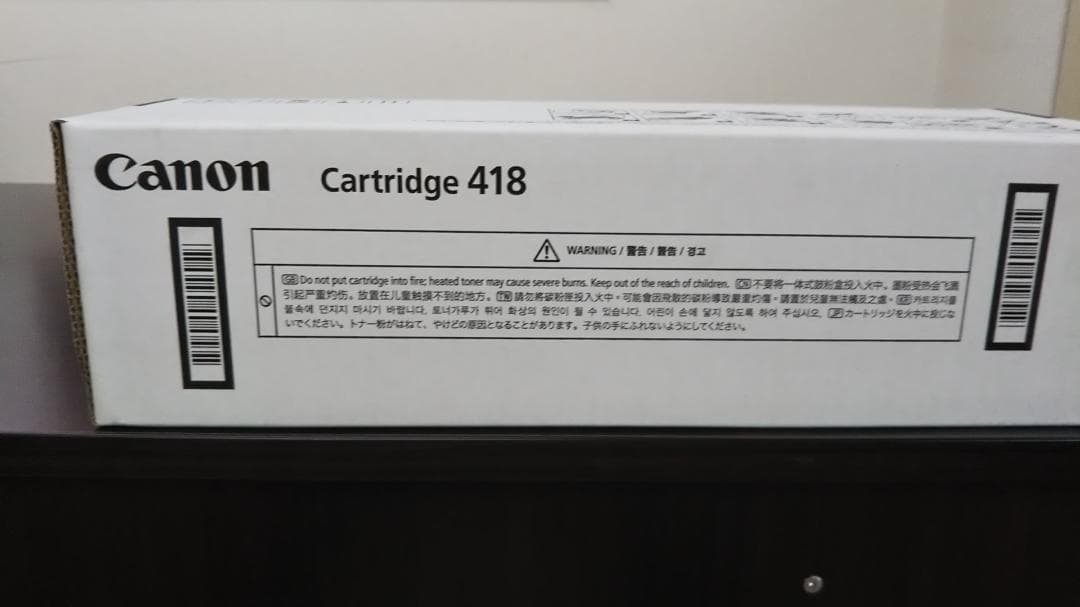 Canon Cartridge 418
WARNING / 警告 / 警告 / 경고
GB Do not put cartridge into fire; heated toner may cause severe burns. Keep out of the reach of children. CN 不要将一体式鼓粉盒投入火中。墨粉受热会飞溅
引起严重灼伤。放置在儿童触摸不到的地方。TW 請勿將碳粉匣投入火中。可能會因飛散的碳粉導致嚴重灼傷。請置於兒童無法觸及之處。KR 카트리지를
불속에 던지지 마시기 바랍니다. 토너가루가 튀어 화상의 원인이 될 수 있습니다. 어린이 손에 닿지 않도록 하여 주십시오. JP カートリッジを火中に投じな
いでください。トナー粉がはねて、やけどの原因となることがあります。子供の手にふれないようにしてください。